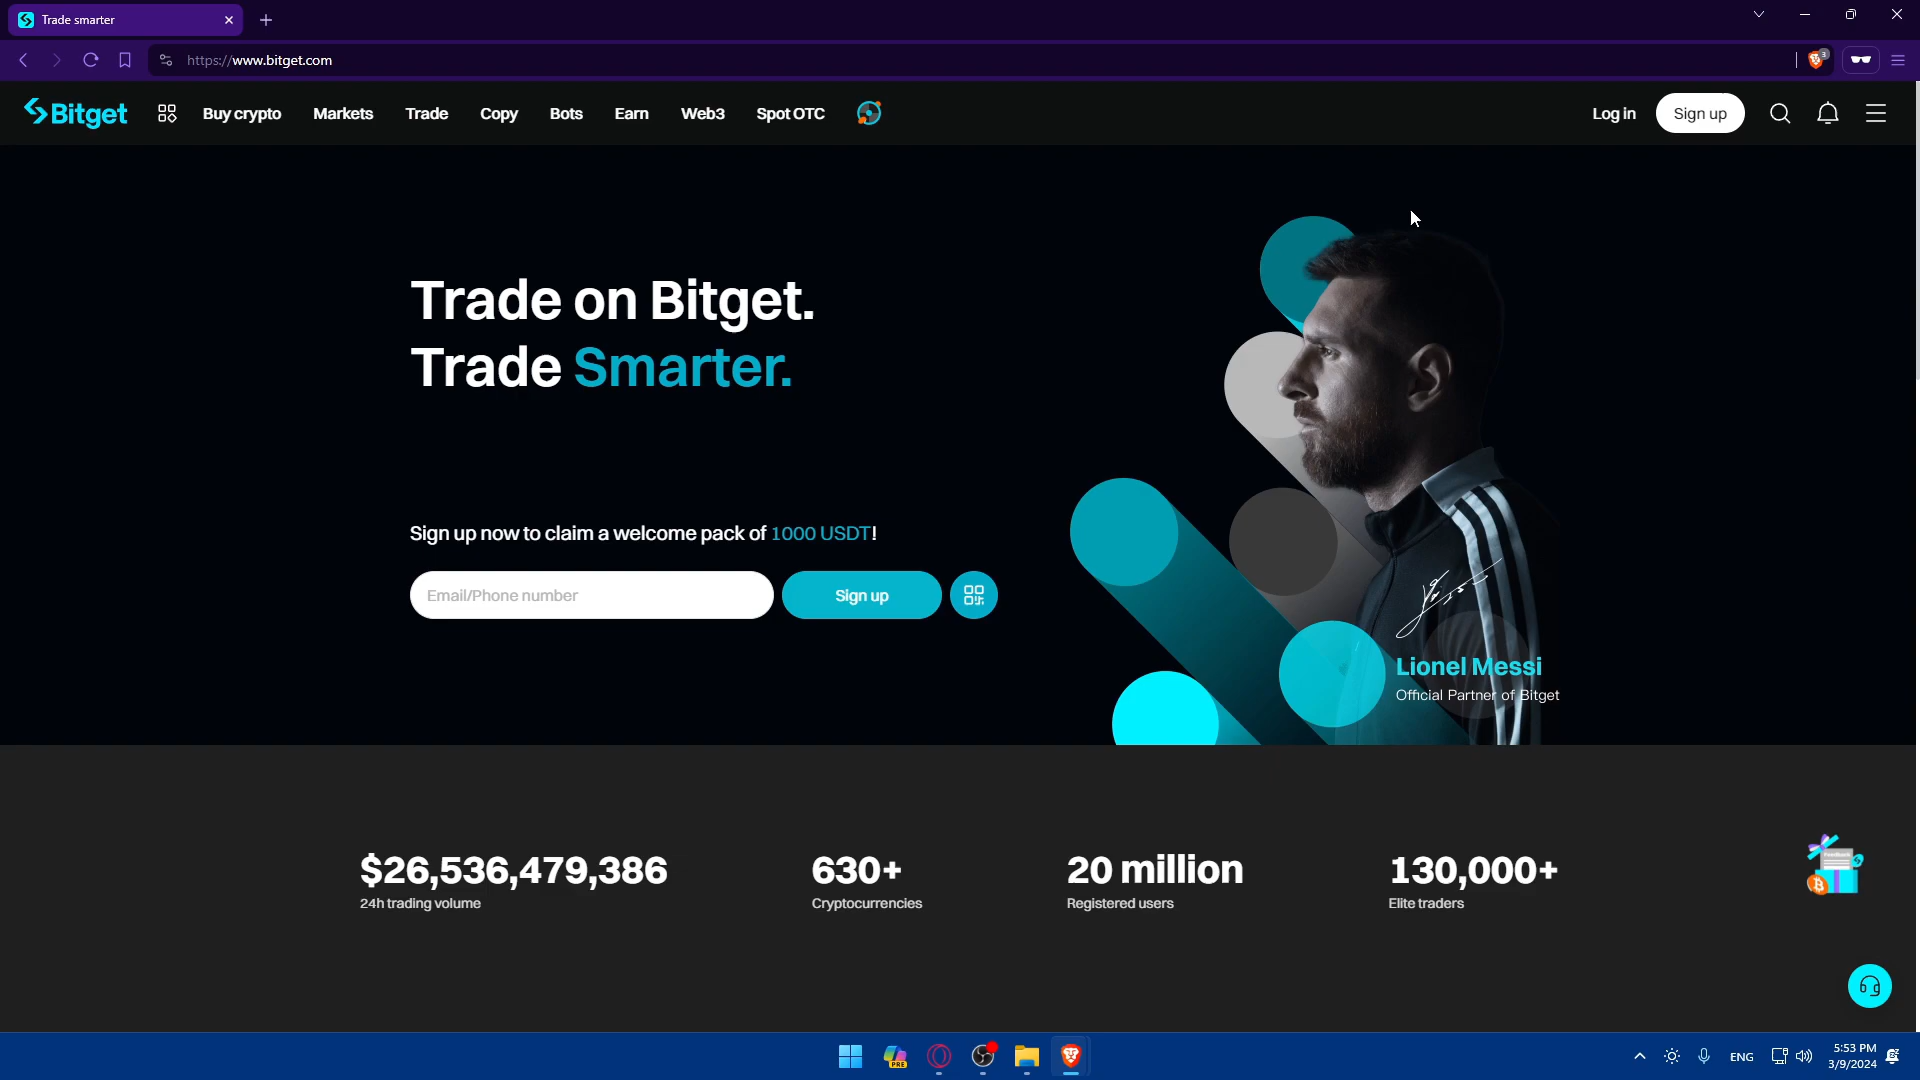 Trade smarter
https://www.bitget.com
3
Bitget
Buy crypto
Markets
Trade
Copy
Bots
Earn
Web3
Spot OTC
Log in
Sign up
Trade on Bitget.
Trade Smarter.
Sign up now to claim a welcome pack of 1000 USDT!
Email/Phone number
Sign up
Lionel Messi
Official Partner of Bitget
$26,536,479,386
24h trading volume
630+
Cryptocurrencies
20 million
Registered users
130,000+
Elite traders
PRE
ENG
5:53 PM
3/9/2024